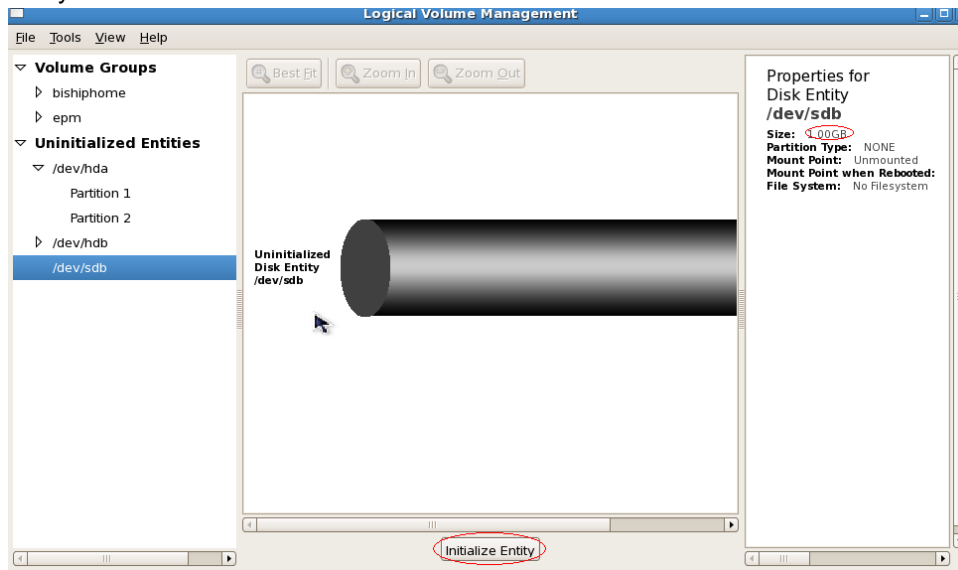 Logical Volume Management
File Tools View Help
Volume Groups
bishiphome
epm
Uninitialized Entities
/dev/hda
Partition 1
Partition 2
/dev/hdb
/dev/sdb
Best Fit Zoom In Zoom Out
Uninitialized
Disk Entity
/dev/sdb
Initialize Entity
Properties for
Disk Entity
/dev/sdb
Size: 1.00GB
Partition Type: NONE
Mount Point: Unmounted
Mount Point when Rebooted:
File System: No Filesystem